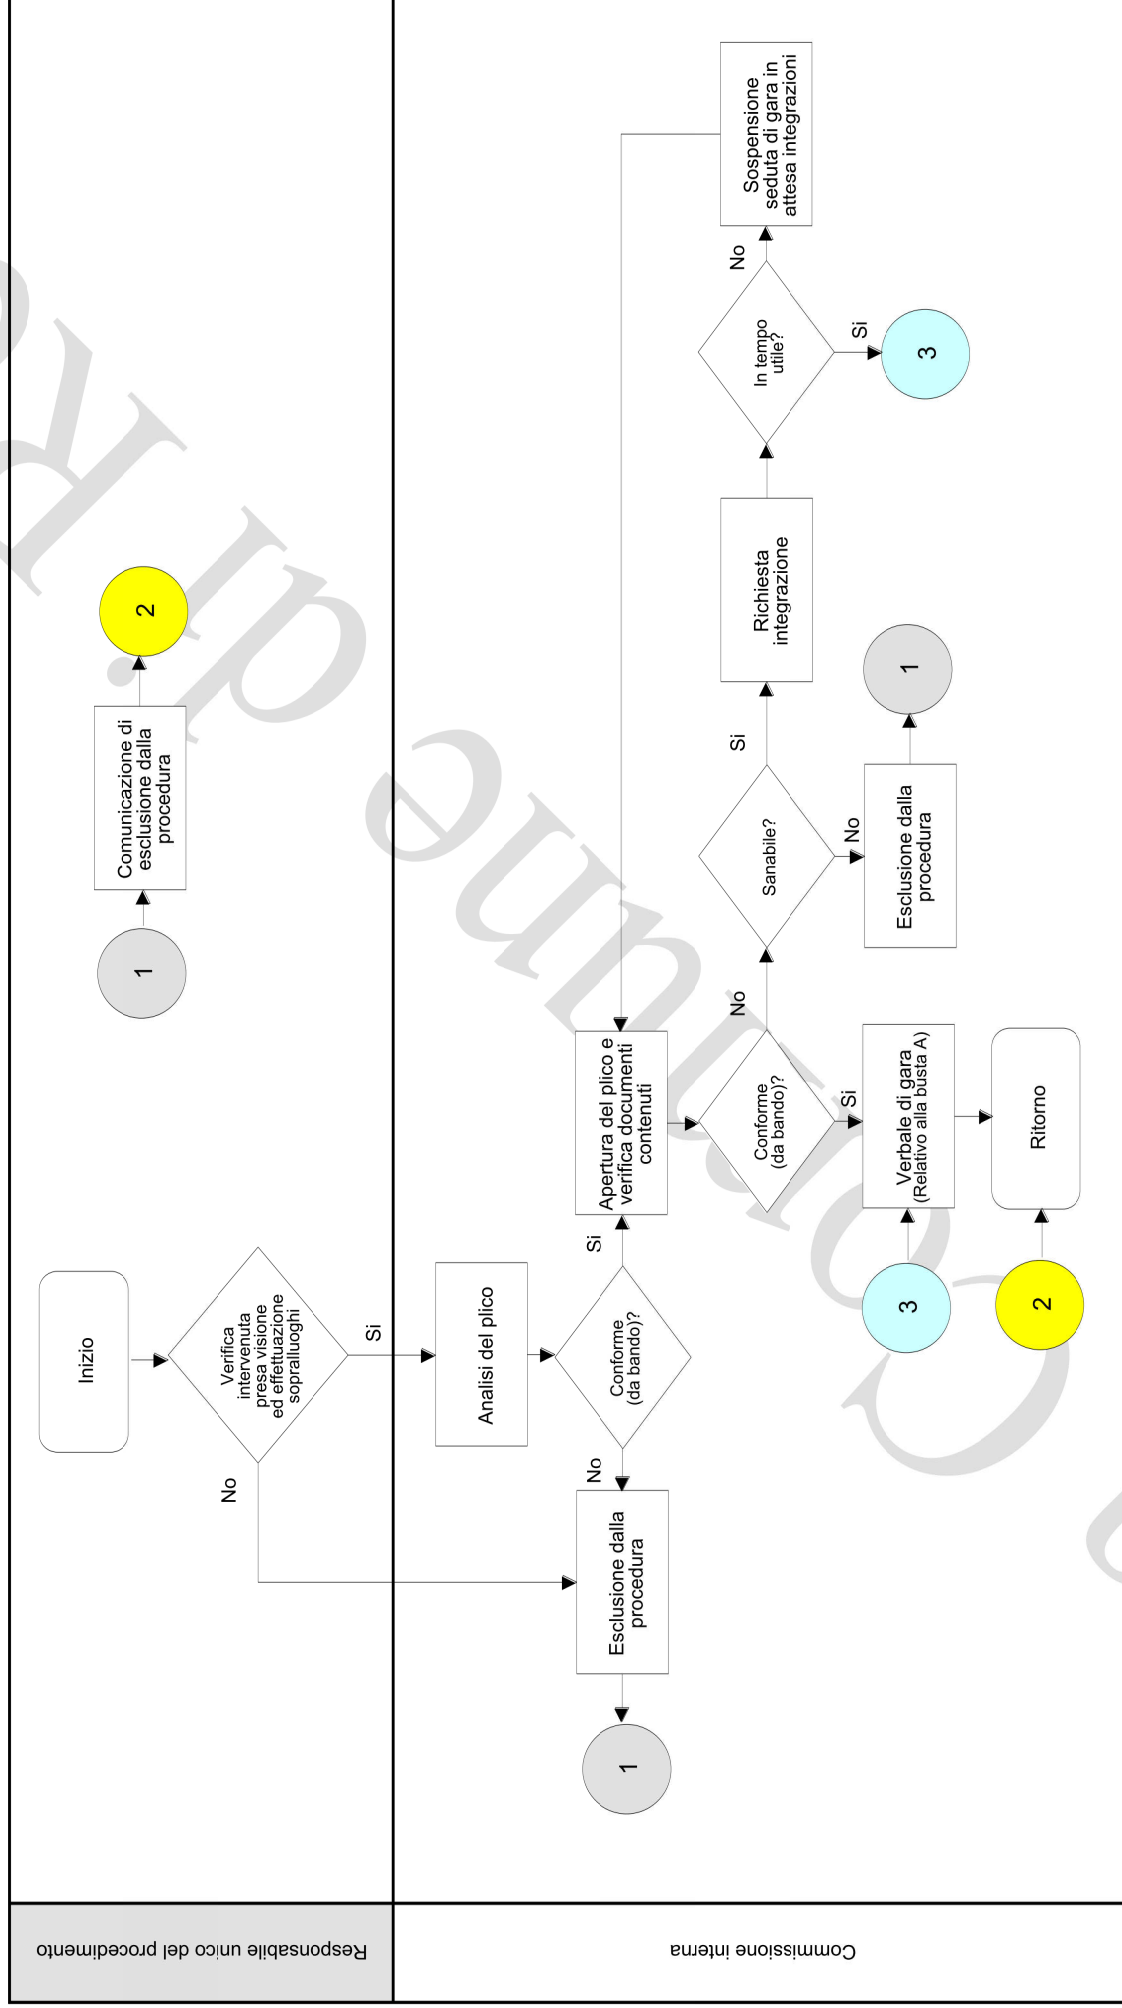 Responsabile unico del procedimento
Inizio
1
Comunicazione di
esclusione dalla
procedura
2
Verifica
intervenuta
presa visione
ed effettuazione
sopralluoghi
No
Si
Commissione interna
Analisi del plico
1
Esclusione dalla
procedura
No
Conforme
(da bando)?
Si
Apertura del plico e
verifica documenti
contenuti
Conforme
(da bando)?
No
Sanabile?
Si
Richiesta
integrazione
In tempo
utile?
No
Sospensione
seduta di gara in
attesa integrazioni
Si
No
Si
3
Verbale di gara
(Relativo alla busta A)
Esclusione dalla
procedura
1
3
2
Ritorno
Comune di